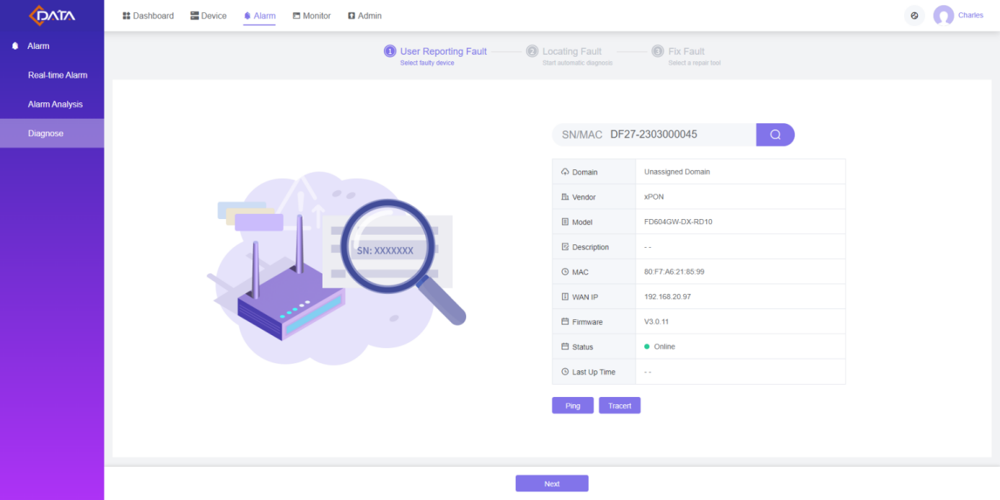 DATA
Dashboard Device Alarm Monitor Admin
Charles
Alarm
Real-time Alarm
Alarm Analysis
Diagnose
1 User Reporting Fault
Select faulty device
2 Locating Fault
Start automatic diagnosis
3 Fix Fault
Select a repair tool
SN: XXXXXXX
SN/MAC DF27-2303000045
Domain Unassigned Domain
Vendor xPON
Model FD604GW-DX-RD10
Description - -
MAC 80:F7:A6:21:85:99
WAN IP 192.168.20.97
Firmware V3.0.11
Status Online
Last Up Time - -
Ping Tracert
Next